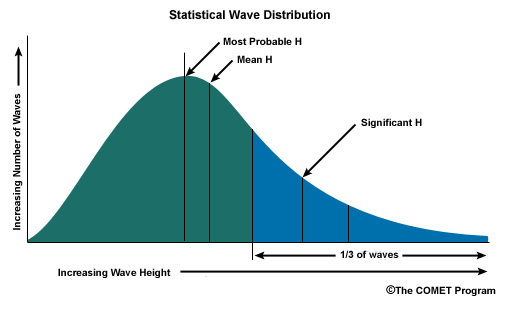 Statistical Wave Distribution
Most Probable H
Mean H
Significant H
Increasing Number of Waves
1/3 of waves
Increasing Wave Height
©The COMET Program